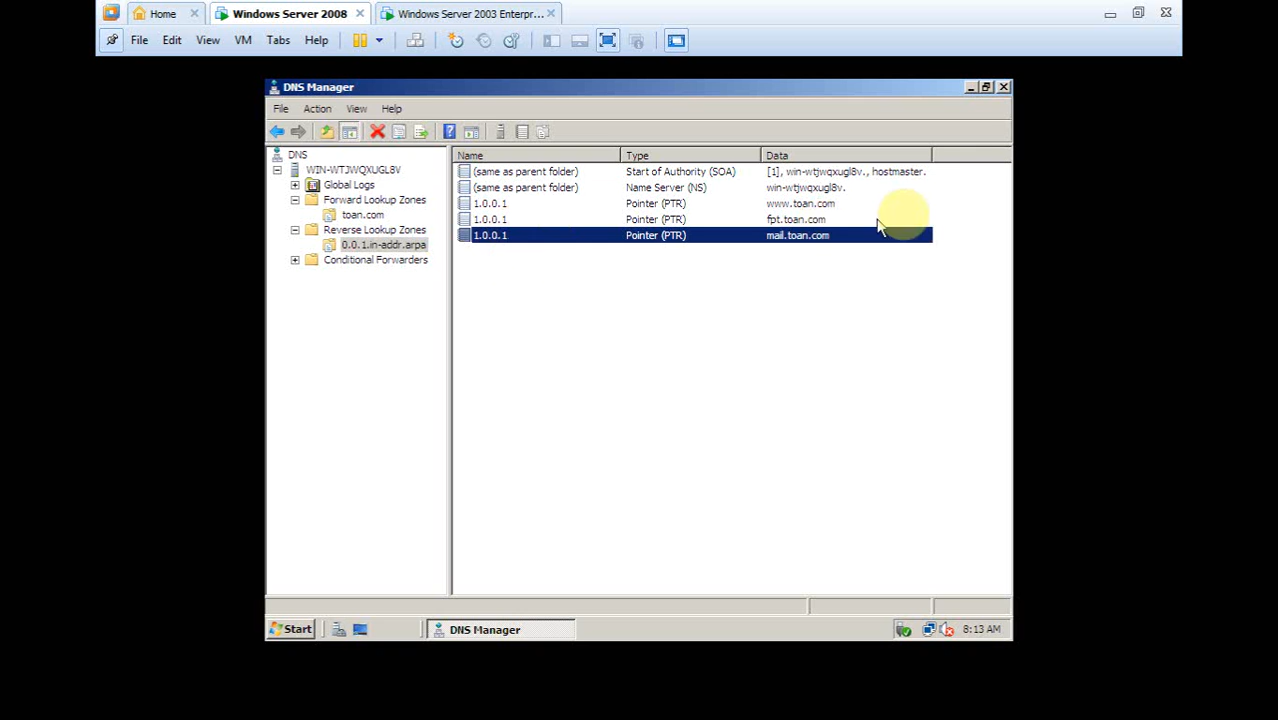 Home Windows Server 2008 Windows Server 2003 Enterpr...
File Edit View VM Tabs Help
DNS Manager
File Action View Help
DNS
WIN-WTJWQXUGL8V
Global Logs
Forward Lookup Zones
toan.com
Reverse Lookup Zones
0.0.1.in-addr.arpa
Conditional Forwarders
Name Type Data
(same as parent folder) Start of Authority (SOA) [1], win-wtjwqxugl8v., hostmaster.
(same as parent folder) Name Server (NS) win-wtjwqxugl8v.
1.0.0.1 Pointer (PTR) www.toan.com
1.0.0.1 Pointer (PTR) fpt.toan.com
1.0.0.1 Pointer (PTR) mail.toan.com
Start DNS Manager 8:13 AM